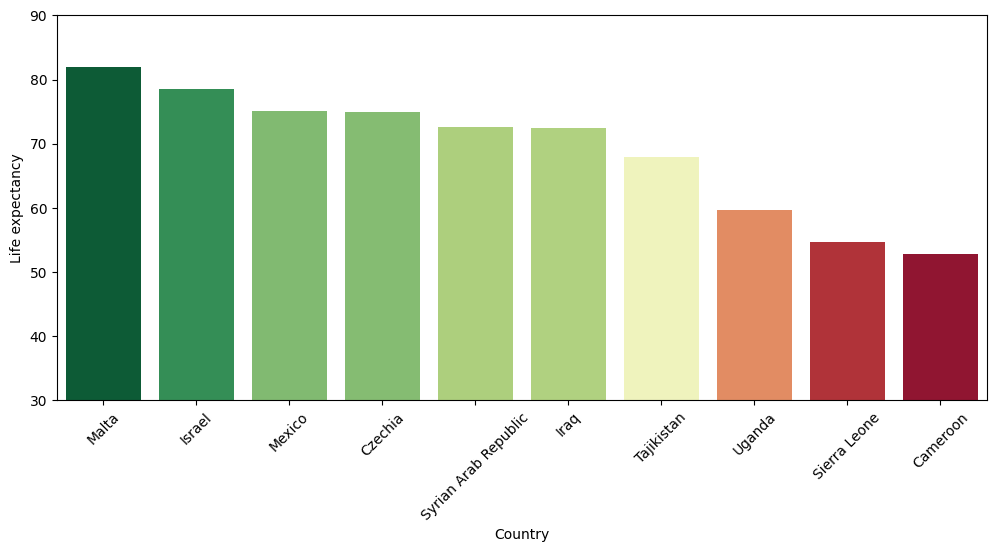 90
80
70
60
50
40
30
Life expectancy
Malta
Israel
Mexico
Czechia
Syrian Arab Republic
Iraq
Tajikistan
Uganda
Sierra Leone
Cameroon
Country